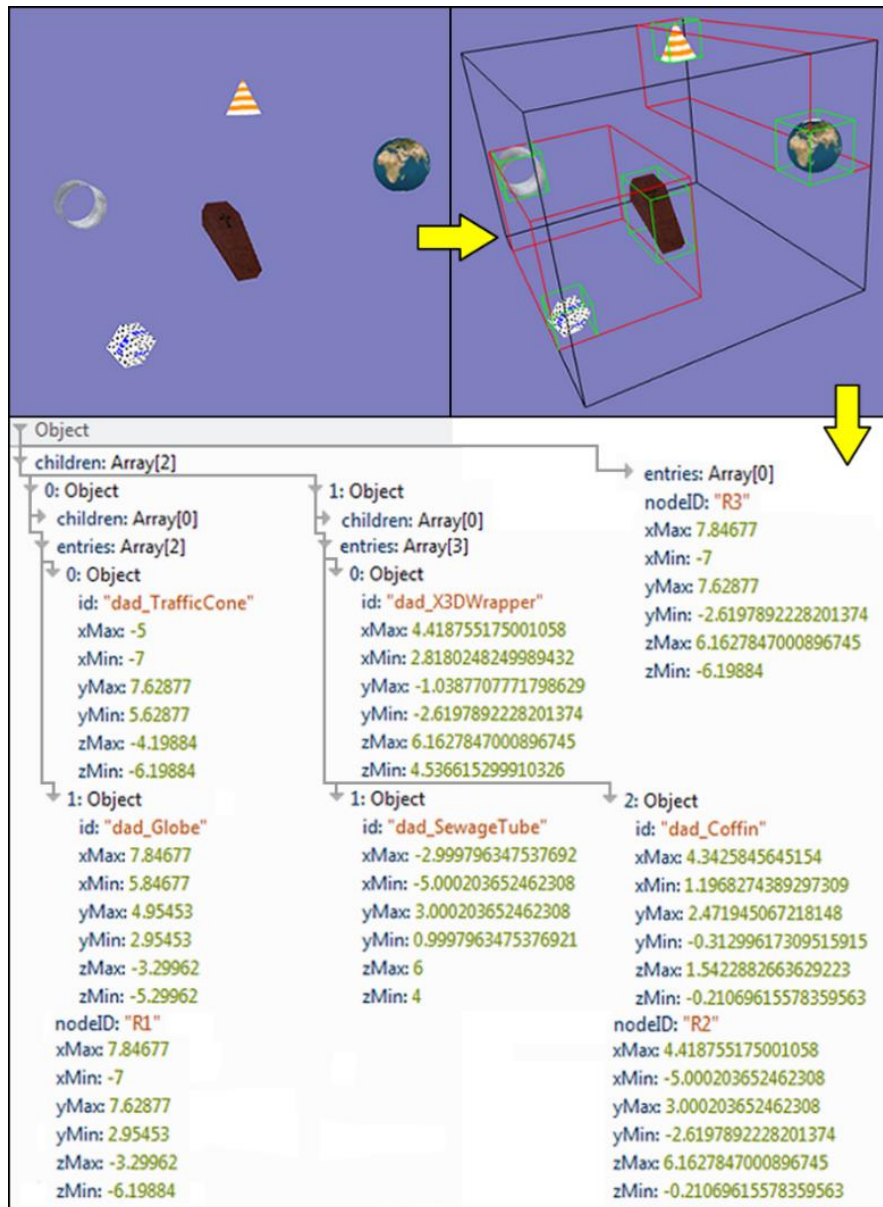 Object
children: Array[2]
0: Object
children: Array[0]
entries: Array[2]
0: Object
id: "dad_TrafficCone"
xMax: -5
xMin: -7
yMax: 7.62877
yMin: 5.62877
zMax: -4.19884
zMin: -6.19884
1: Object
id: "dad_Globe"
xMax: 7.84677
xMin: 5.84677
yMax: 4.95453
yMin: 2.95453
zMax: -3.29962
zMin: -5.29962
nodeID: "R1"
xMax: 7.84677
xMin: -7
yMax: 7.62877
yMin: 2.95453
zMax: -3.29962
zMin: -6.19884
1: Object
children: Array[0]
entries: Array[3]
0: Object
id: "dad_X3DWrapper"
xMax: 4.418755175001058
xMin: 2.8180248249989432
yMax: -1.0387707771798629
yMin: -2.6197892228201374
zMax: 6.1627847000896745
zMin: 4.536615299910326
1: Object
id: "dad_SewageTube"
xMax: -2.999796347537692
xMin: -5.000203652462308
yMax: 3.000203652462308
yMin: 0.9997963475376921
zMax: 6
zMin: 4
2: Object
id: "dad_Coffin"
xMax: 4.3425845645154
xMin: 1.1968274389297309
yMax: 2.471945067218148
yMin: -0.31299617309515915
zMax: 1.5422882663629223
zMin: -0.21069615578359563
nodeID: "R2"
xMax: 4.418755175001058
xMin: -5.000203652462308
yMax: 3.000203652462308
yMin: -2.6197892228201374
zMax: 6.1627847000896745
zMin: -0.21069615578359563
entries: Array[0]
nodeID: "R3"
xMax: 7.84677
xMin: -7
yMax: 7.62877
yMin: -2.6197892228201374
zMax: 6.1627847000896745
zMin: -6.19884